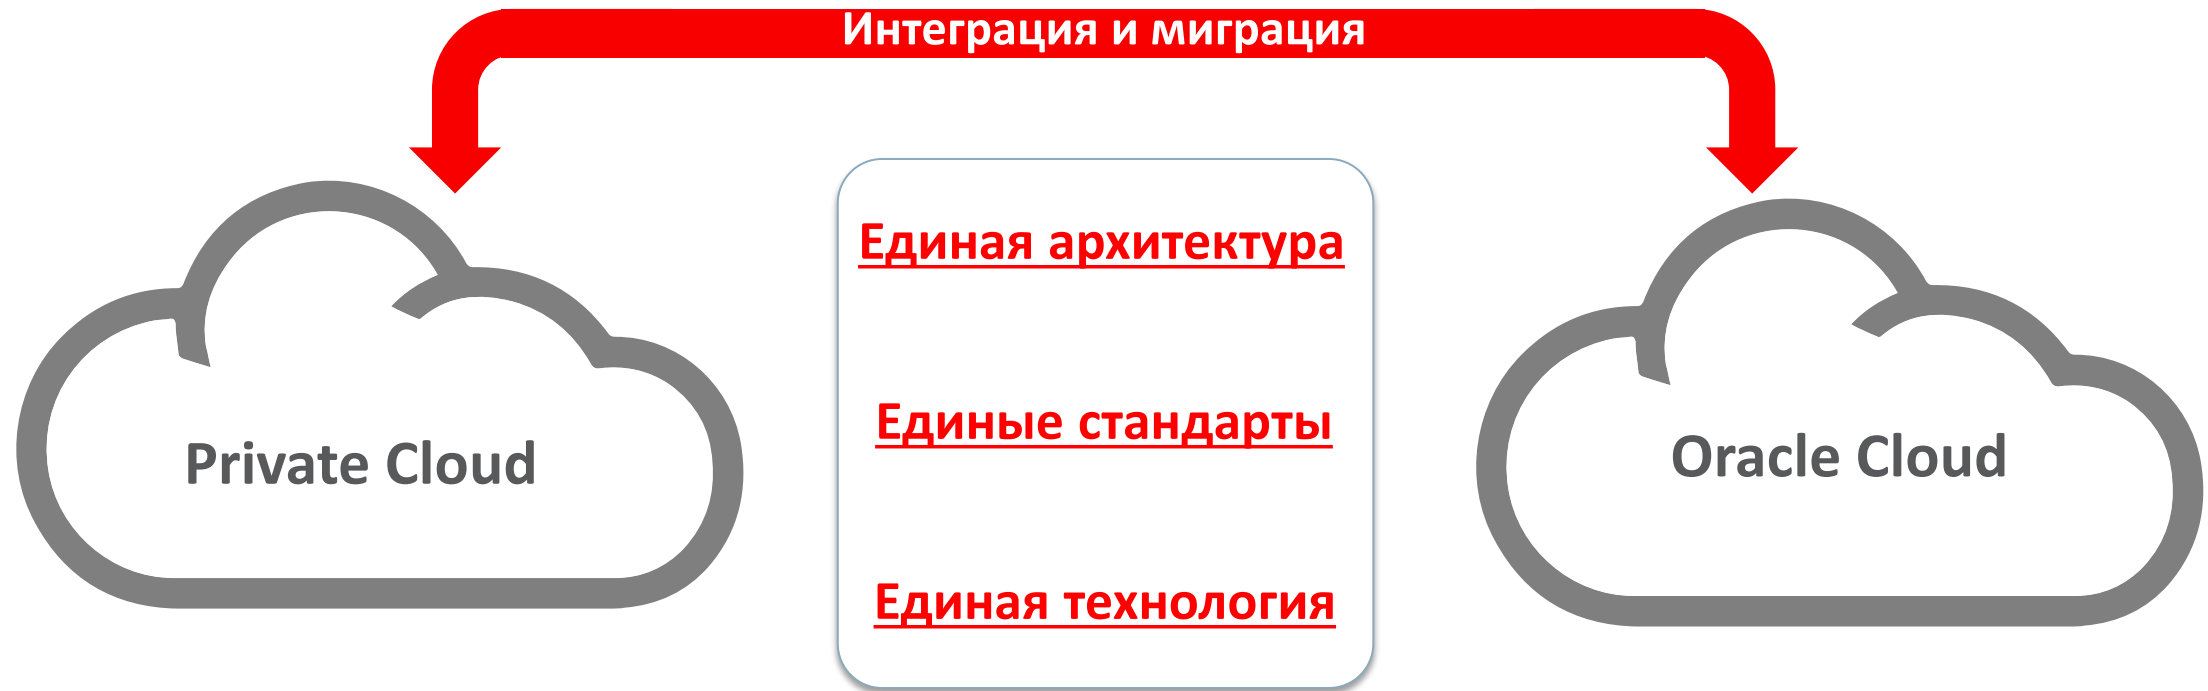 Интеграция и миграция
Единая архитектура
Единые стандарты
Private Cloud
Oracle Cloud
Единая технология